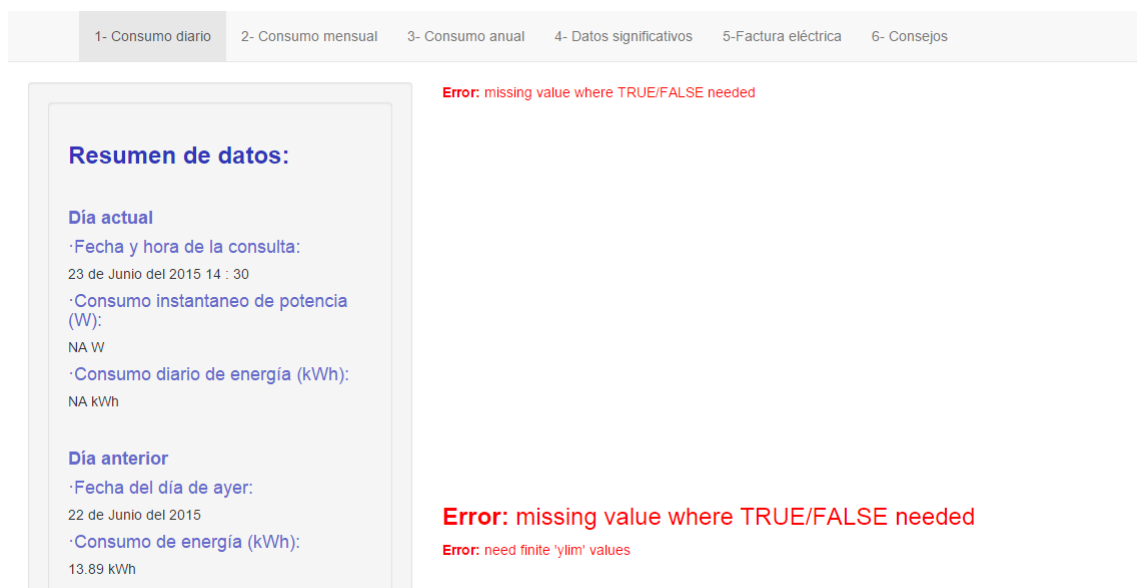 1- Consumo diario 2- Consumo mensual 3- Consumo anual 4- Datos significativos 5-Factura eléctrica 6- Consejos
Error: missing value where TRUE/FALSE needed
Resumen de datos:
Día actual
·Fecha y hora de la consulta:
23 de Junio del 2015 14 : 30
·Consumo instantaneo de potencia
(W):
NA W
·Consumo diario de energía (kWh):
NA kWh
Día anterior
·Fecha del día de ayer:
22 de Junio del 2015
·Consumo de energía (kWh):
13.89 kWh
Error: missing value where TRUE/FALSE needed
Error: need finite 'ylim' values